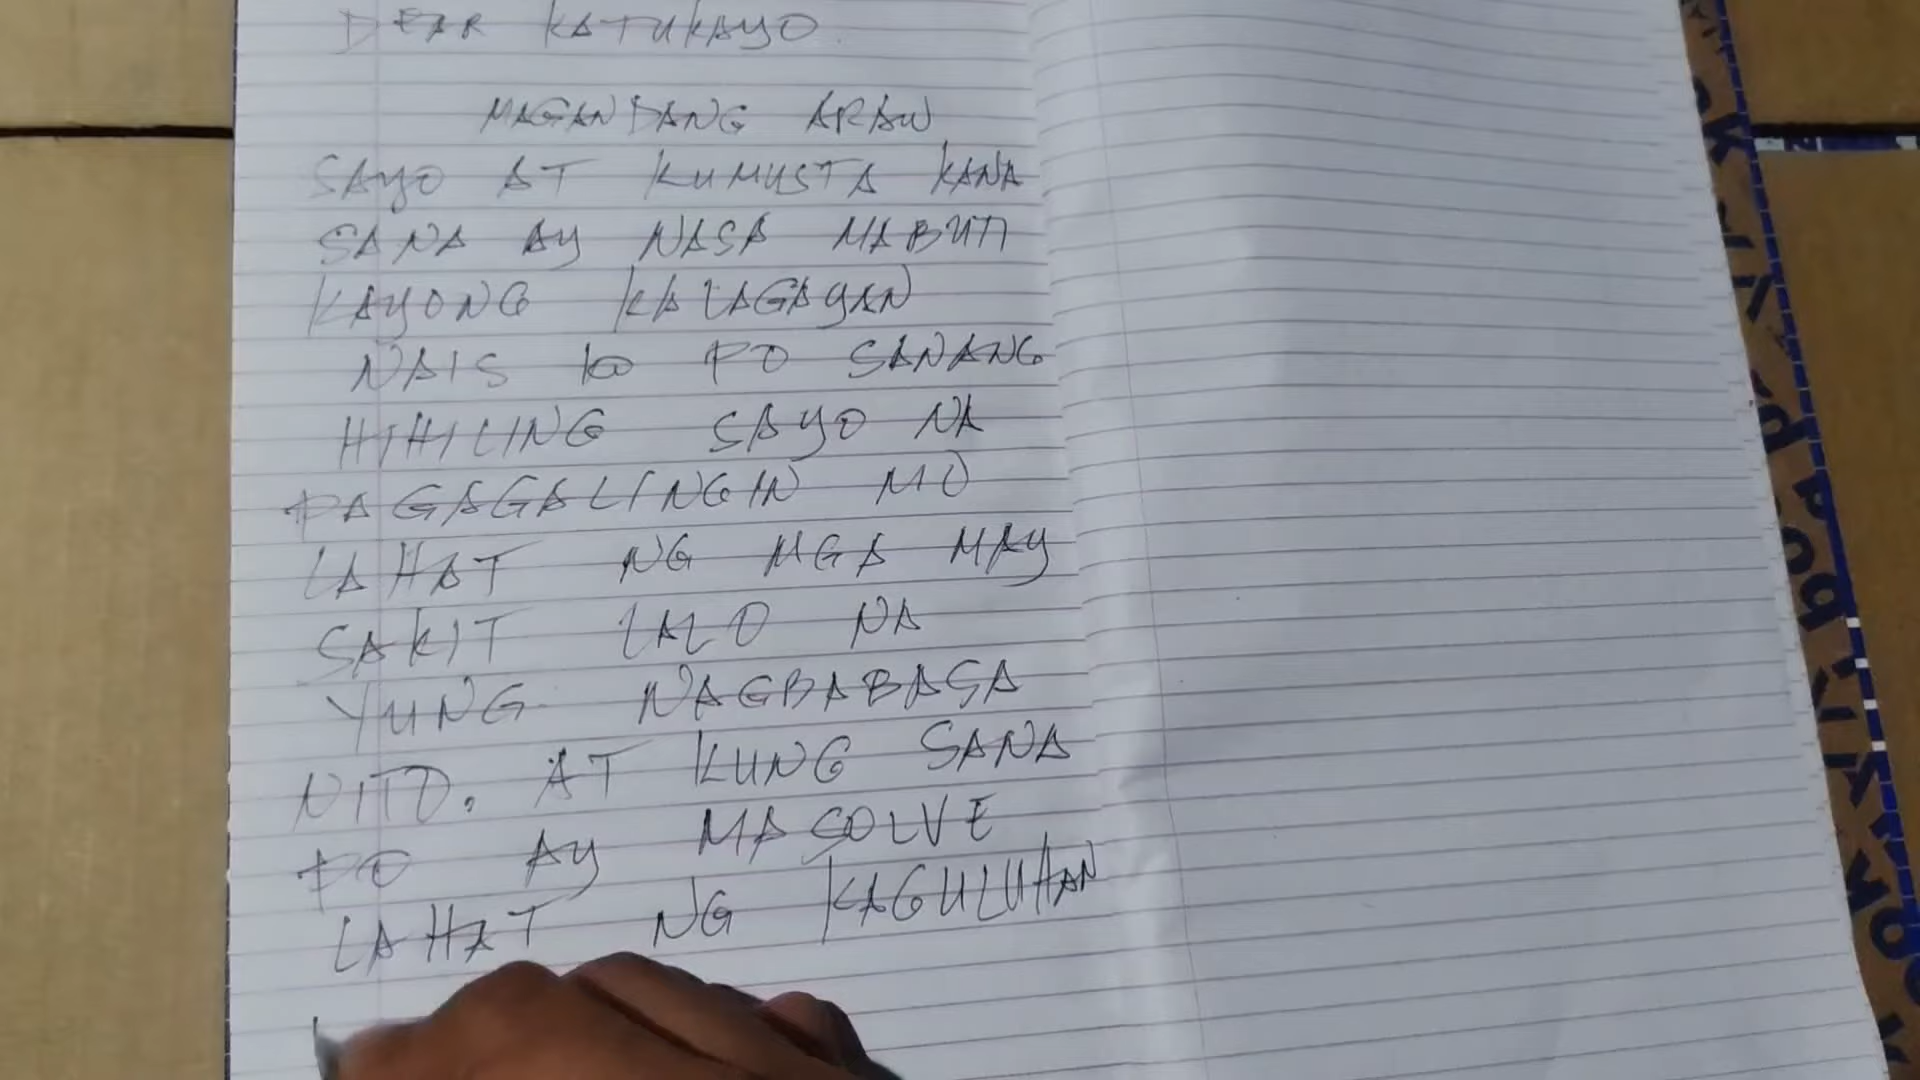 DEAR KATUKAYO.
MAGANDANG ARAW
SAYO AT KUMUSTA KANA
SANA AY NASA MABUTI
KAYONG KALAGAYAN
NAIS KO PO SANANG
HIHILING SAYO NA
PAGAGALINGIN MO
LAHAT NG MGA MAY
SAKIT LALO NA
YUNG NAGBABASA
NITO. AT KUNG SANA
PO AY MASOLVE
LAHAT NG KAGULUHAN